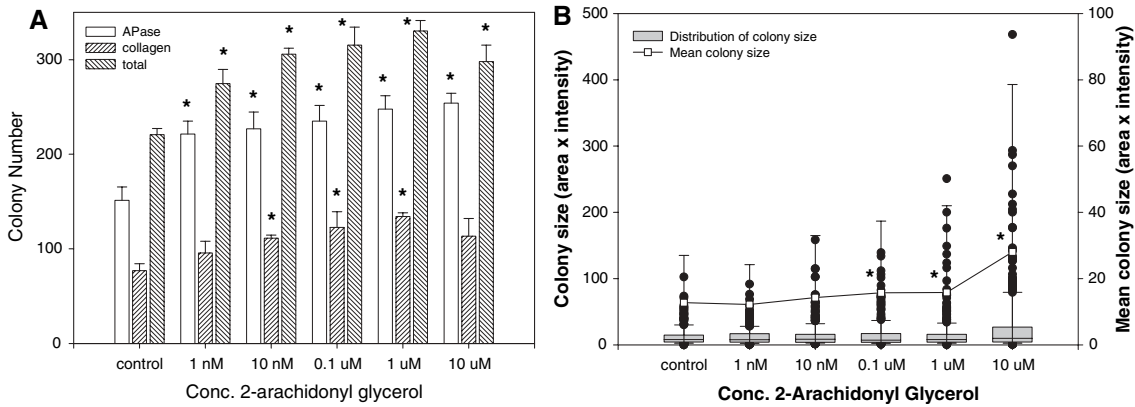 A
APase
collagen
total
*
*
*
*
*
*
*
*
*
*
*
*
*
300
200
100
0
Colony Number
control 1 nM 10 nM 0.1 uM 1 uM 10 uM
Conc. 2-arachidonyl glycerol
B
Distribution of colony size
Mean colony size
500
400
300
200
100
0
Colony size (area x intensity)
100
80
60
40
20
0
Mean colony size (area x intensity)
*
*
*
control 1 nM 10 nM 0.1 uM 1 uM 10 uM
Conc. 2-Arachidonyl Glycerol